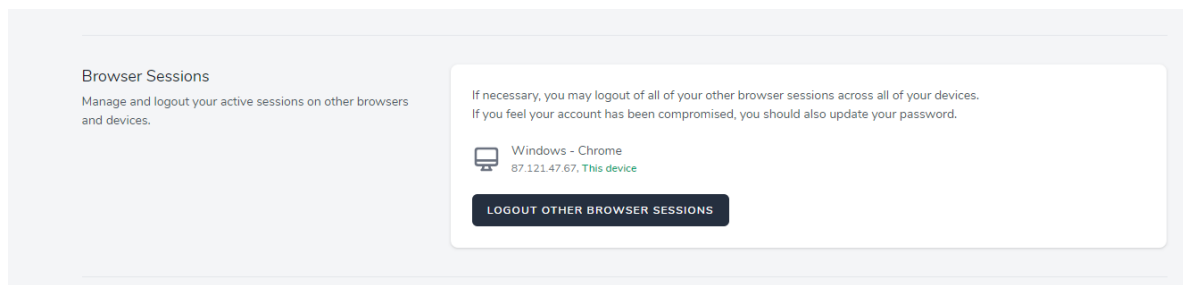 Browser Sessions
Manage and logout your active sessions on other browsers
and devices.
If necessary, you may logout of all of your other browser sessions across all of your devices.
If you feel your account has been compromised, you should also update your password.
Windows - Chrome
87.121.47.67, This device
LOGOUT OTHER BROWSER SESSIONS